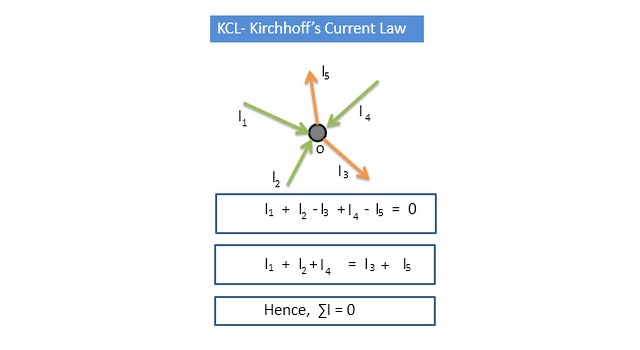 KCL- Kirchhoff's Current Law
I5
I1
I4
O
I3
I2
I1 + I2 - I3 + I4 - I5 = 0
I1 + I2 + I4 = I3 + I5
Hence, ∑I = 0